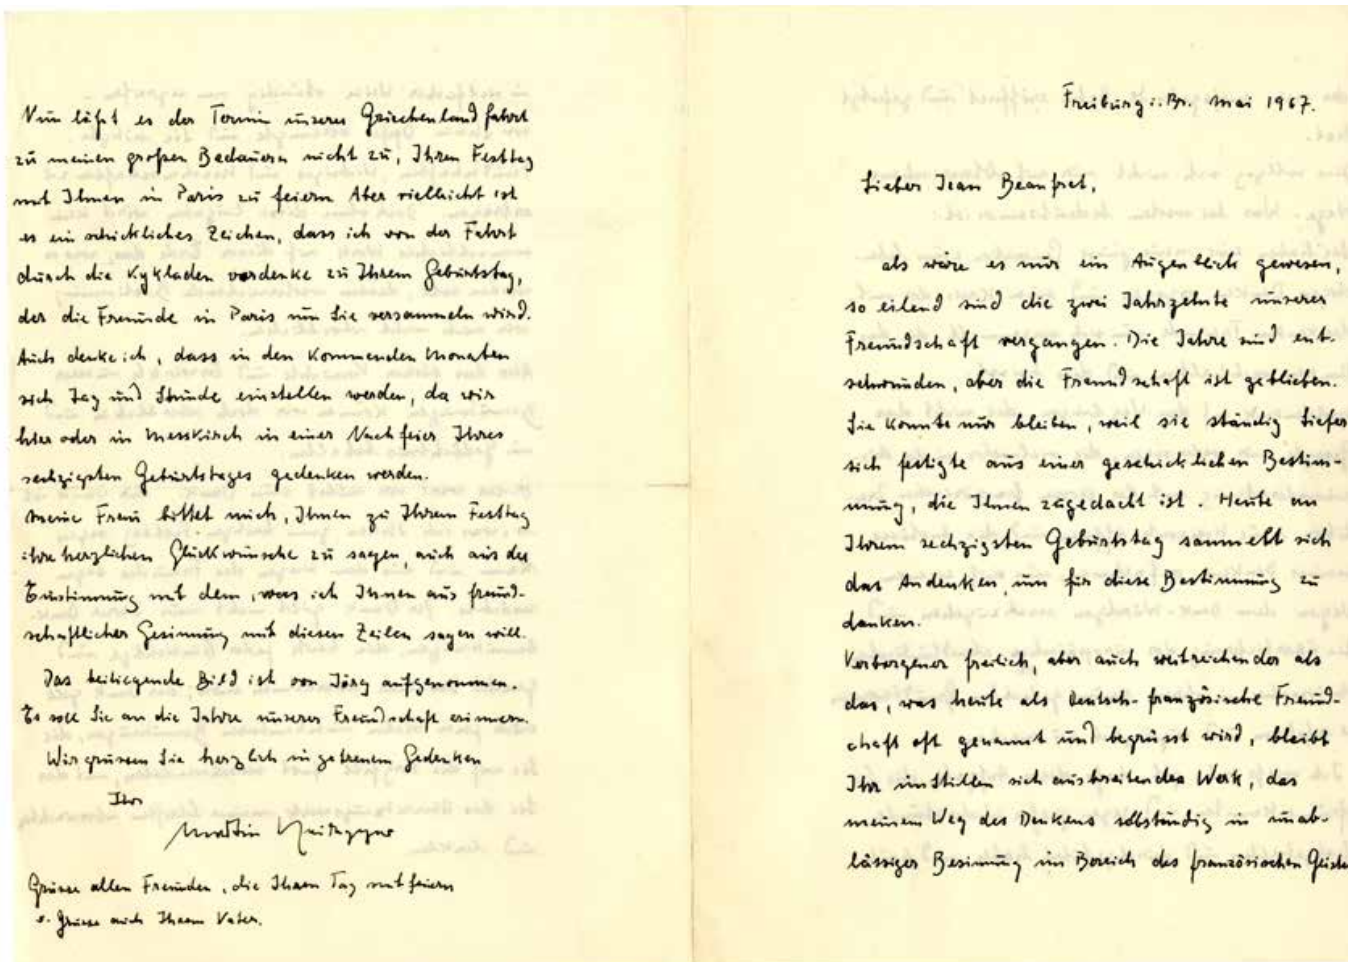 Freiburg i. Br., Mai 1967.
Lieber Jean Beaufret,
als wäre es nur ein Augenblick gewesen,
so eilend sind die zwei Jahrzehnte unserer
Freundschaft vergangen. Die Jahre sind ent-
schwunden, aber die Freundschaft ist geblieben.
Sie konnte nur bleiben, weil sie ständig tiefer
sich festigte aus einer geschicklichen Bestim-
mung, die Ihnen zugedacht ist. Heute an
Ihrem sechzigsten Geburtstag sammelt sich
das Andenken, um für diese Bestimmung zu
danken.
Verborgener freilich, aber auch weitreichender als
das, was heute als Deutsch-französische Freund-
schaft oft genannt und begrüsst wird, bleibt
Ihr im Stillen sich ausbreitendes Werk, das
meinem Weg des Denkens selbständig in unab-
lässiger Besinnung im Bereich des französischen Geistes
Nun läßt es der Termin unserer Griechenlandfahrt
zu meinem großen Bedauern nicht zu, Ihren Festtag
mit Ihnen in Paris zu feiern. Aber vielleicht ist
es ein schickliches Zeichen, dass ich von der Fahrt
durch die Kykladen vordenke zu Ihrem Geburtstag,
der die Freunde in Paris um Sie versammeln wird.
Auch denke ich, dass in den kommenden Monaten
sich Tag und Stunde einstellen werden, da wir
hier oder in Messkirch in einer Nachfeier Ihres
sechzigsten Geburtstages gedenken werden.
Meine Frau bittet mich, Ihnen zu Ihrem Festtag
ihre herzlichen Glückwünsche zu sagen, auch aus der
Zustimmung mit dem, was ich Ihnen aus freund-
schaftlicher Gesinnung mit diesen Zeilen sagen will.
Das beiliegende Bild ist von Jörg aufgenommen.
Es soll Sie an die Jahre unserer Freundschaft erinnern.
Wir grüssen Sie herzlich in getreuem Gedenken
Ihr
Martin Heidegger
Grüsse allen Freunden, die Ihren Tag mitfeiern
u. Grüsse auch Ihrem Vater.